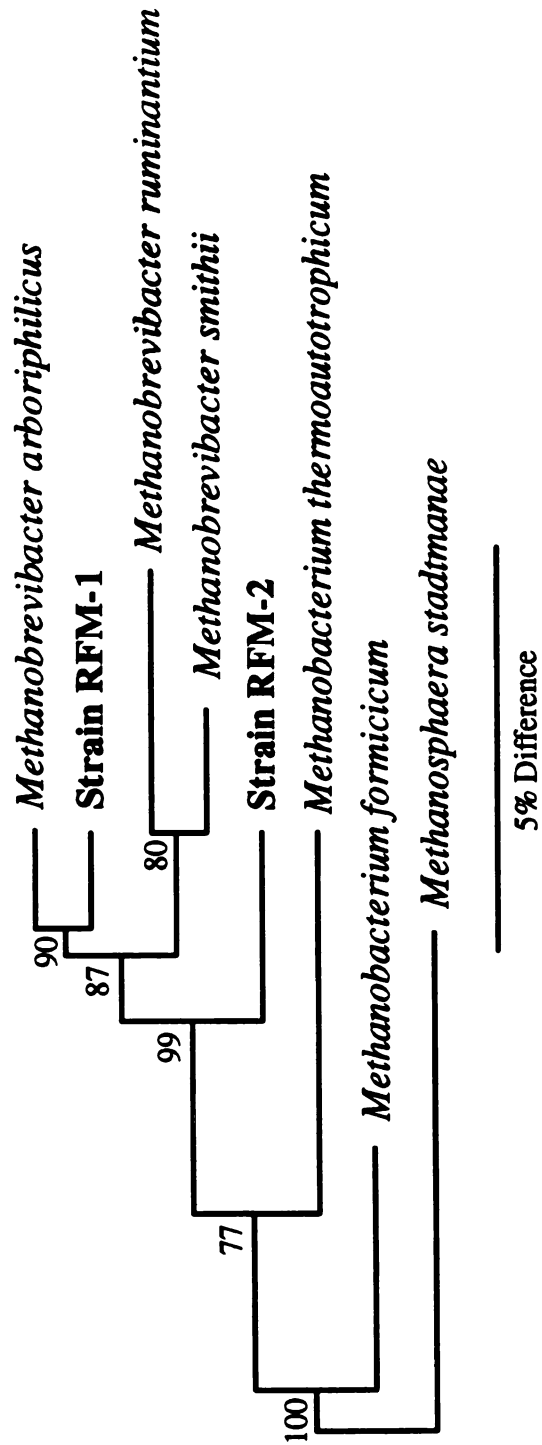 Methanobrevibacter arboriphilicus
Strain RFM-1
Methanobrevibacter ruminantium
Methanobrevibacter smithii
Strain RFM-2
Methanobacterium thermoautotrophicum
Methanobacterium formicicum
Methanosphaera stadtmanae
90
87
80
99
77
100
5% Difference